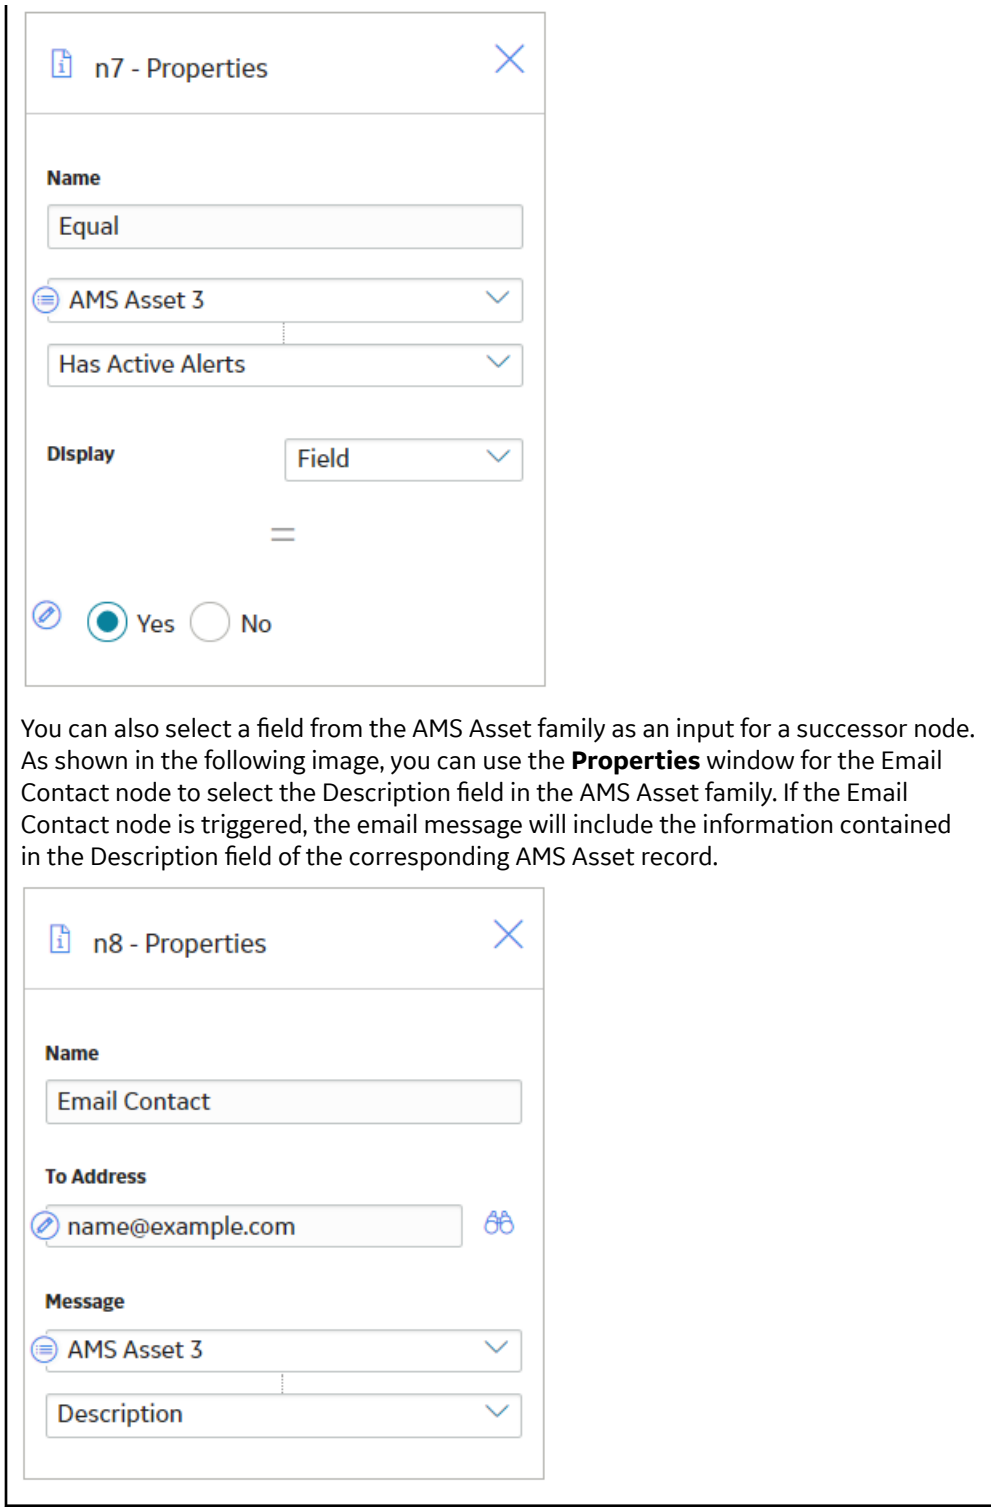 n7 - Properties
Name
Equal
AMS Asset 3
Has Active Alerts
Display
Field
=
Yes No
You can also select a field from the AMS Asset family as an input for a successor node.
As shown in the following image, you can use the Properties window for the Email
Contact node to select the Description field in the AMS Asset family. If the Email
Contact node is triggered, the email message will include the information contained
in the Description field of the corresponding AMS Asset record.
n8 - Properties
Name
Email Contact
To Address
name@example.com
Message
AMS Asset 3
Description